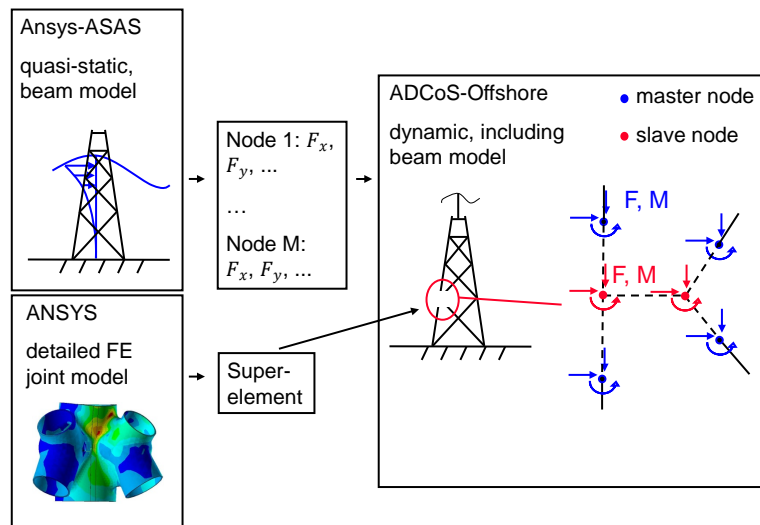 Ansys-ASAS
quasi-static,
beam model
Node 1: Fx,
Fy, ...
…
Node M:
Fx, Fy, ...
ADCoS-Offshore
dynamic, including
beam model
master node
slave node
F, M
F, M
ANSYS
detailed FE
joint model
Super-
element